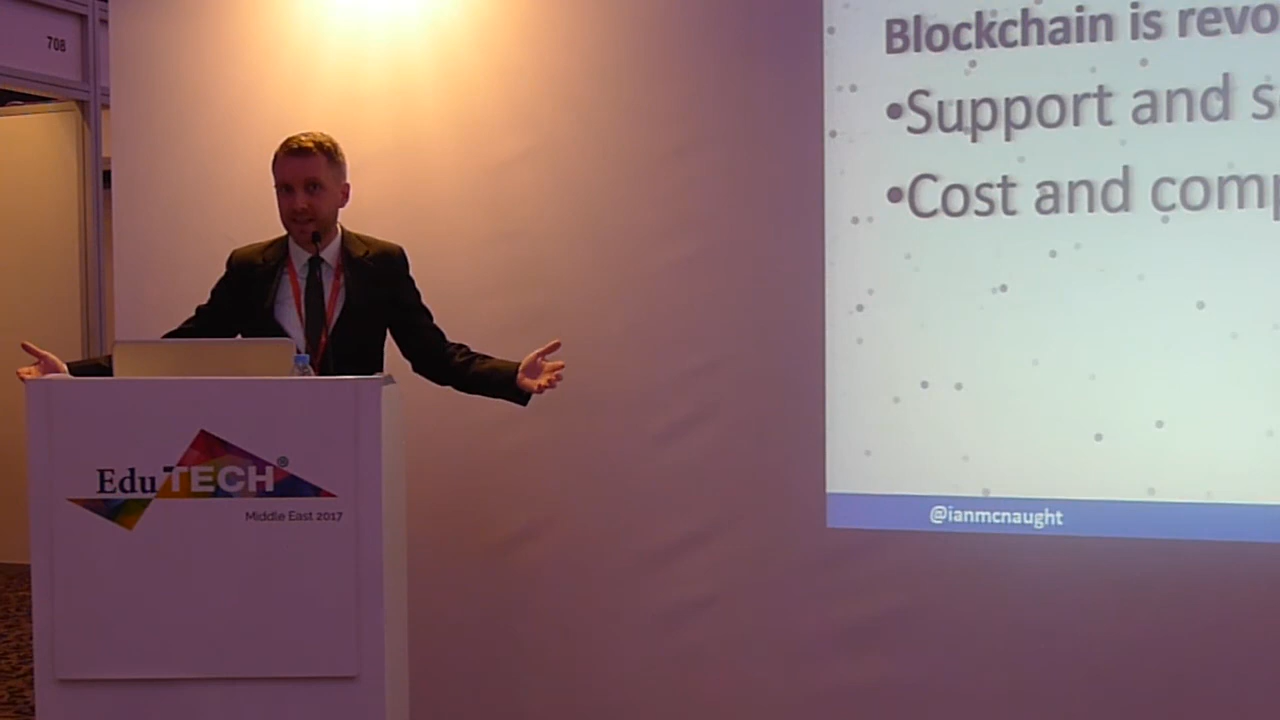 708
Blockchain is revo
•Support and s
•Cost and comp
@ianmcnaught
EduTECH®
Middle East 2017